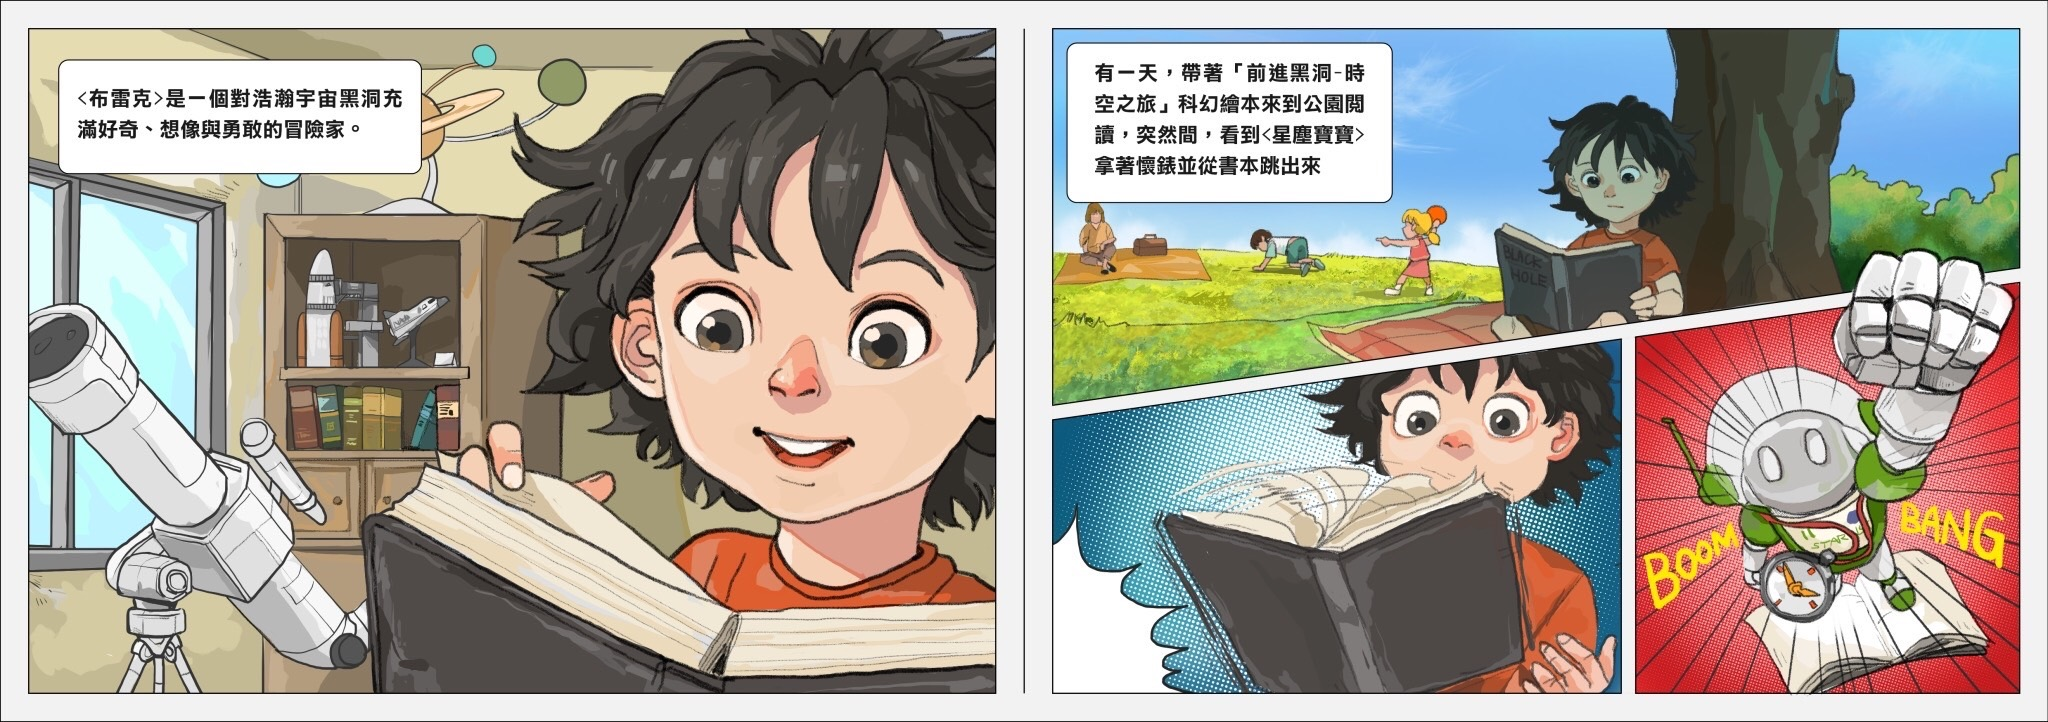 <布雷克>是一個對浩瀚宇宙黑洞充
滿好奇、想像與勇敢的冒險家。
有一天，帶著「前進黑洞-時
空之旅」科幻繪本來到公園閱
讀，突然間，看到<星塵寶寶>
拿著懷錶並從書本跳出來
BLACK
HOLE
BOOM
BANG
STAR